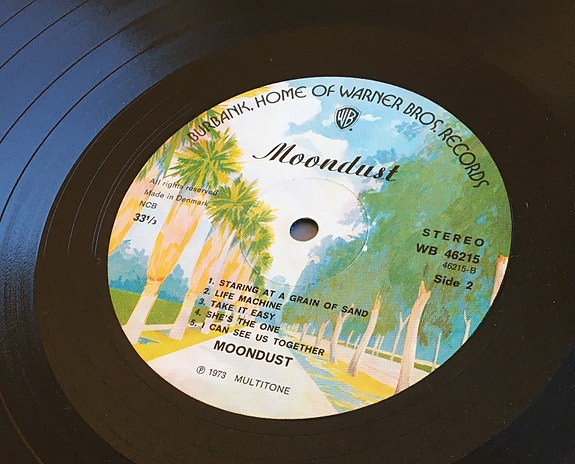 BURBANK, HOME OF WARNER BROS. RECORDS
WB
Moondust
All rights reserved
Made in Denmark
NCB
33 1/3
STEREO
WB 46215
46215-B
Side 2
1. STARING AT A GRAIN OF SAND
2. LIFE MACHINE
3. TAKE IT EASY
4. SHE'S THE ONE
5. I CAN SEE US TOGETHER
MOONDUST
℗ 1973 MULTITONE